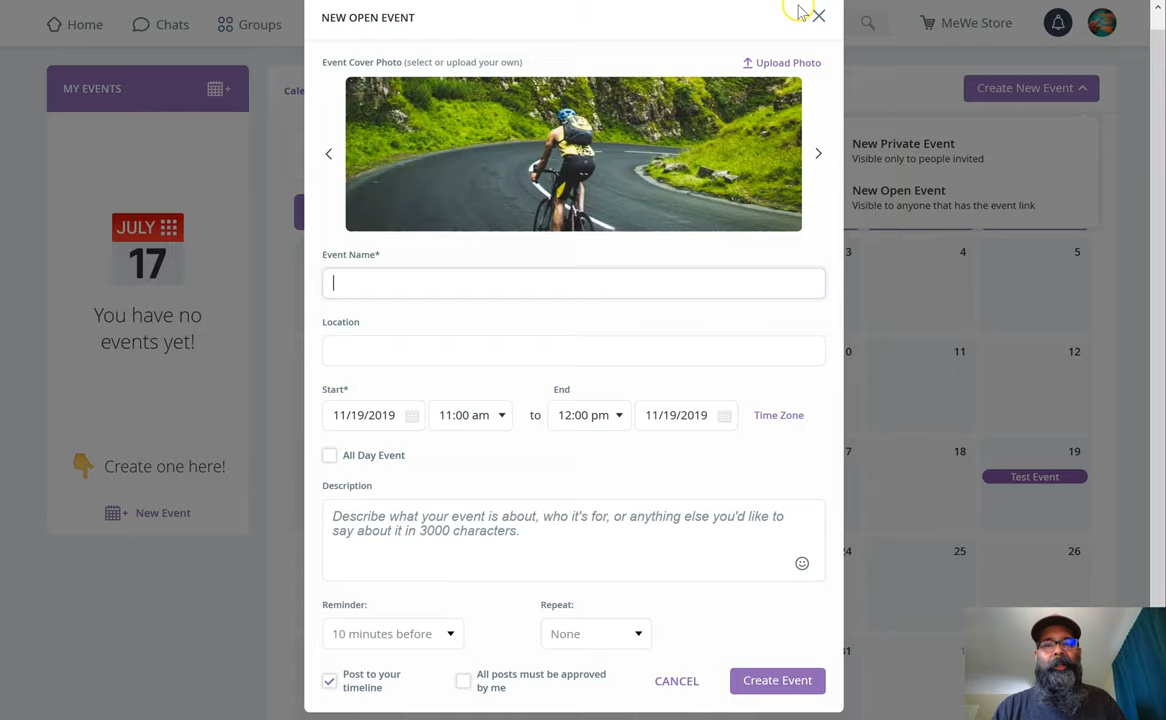 Home
Chats
Groups
MeWe Store
NEW OPEN EVENT
MY EVENTS
JULY
17
You have no
events yet!
Create one here!
New Event
Create New Event
New Private Event
Visible only to people invited
New Open Event
Visible to anyone that has the event link
Event Cover Photo (select or upload your own)
Upload Photo
Event Name*
Location
Start*
End
11/19/2019
11:00 am
to
12:00 pm
11/19/2019
Time Zone
All Day Event
Description
Describe what your event is about, who it's for, or anything else you'd like to
say about it in 3000 characters.
Reminder:
Repeat:
10 minutes before
None
Post to your
timeline
All posts must be approved
by me
CANCEL
Create Event
3
4
5
0
11
12
7
18
19
Test Event
24
25
26
31